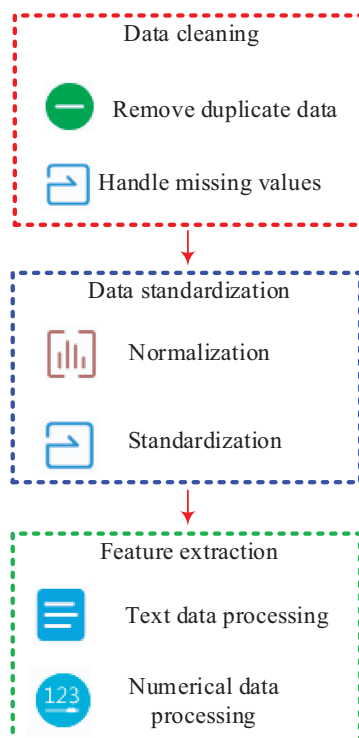 Data cleaning
Remove duplicate data
Handle missing values
Data standardization
Normalization
Standardization
Feature extraction
Text data processing
123
Numerical data
processing